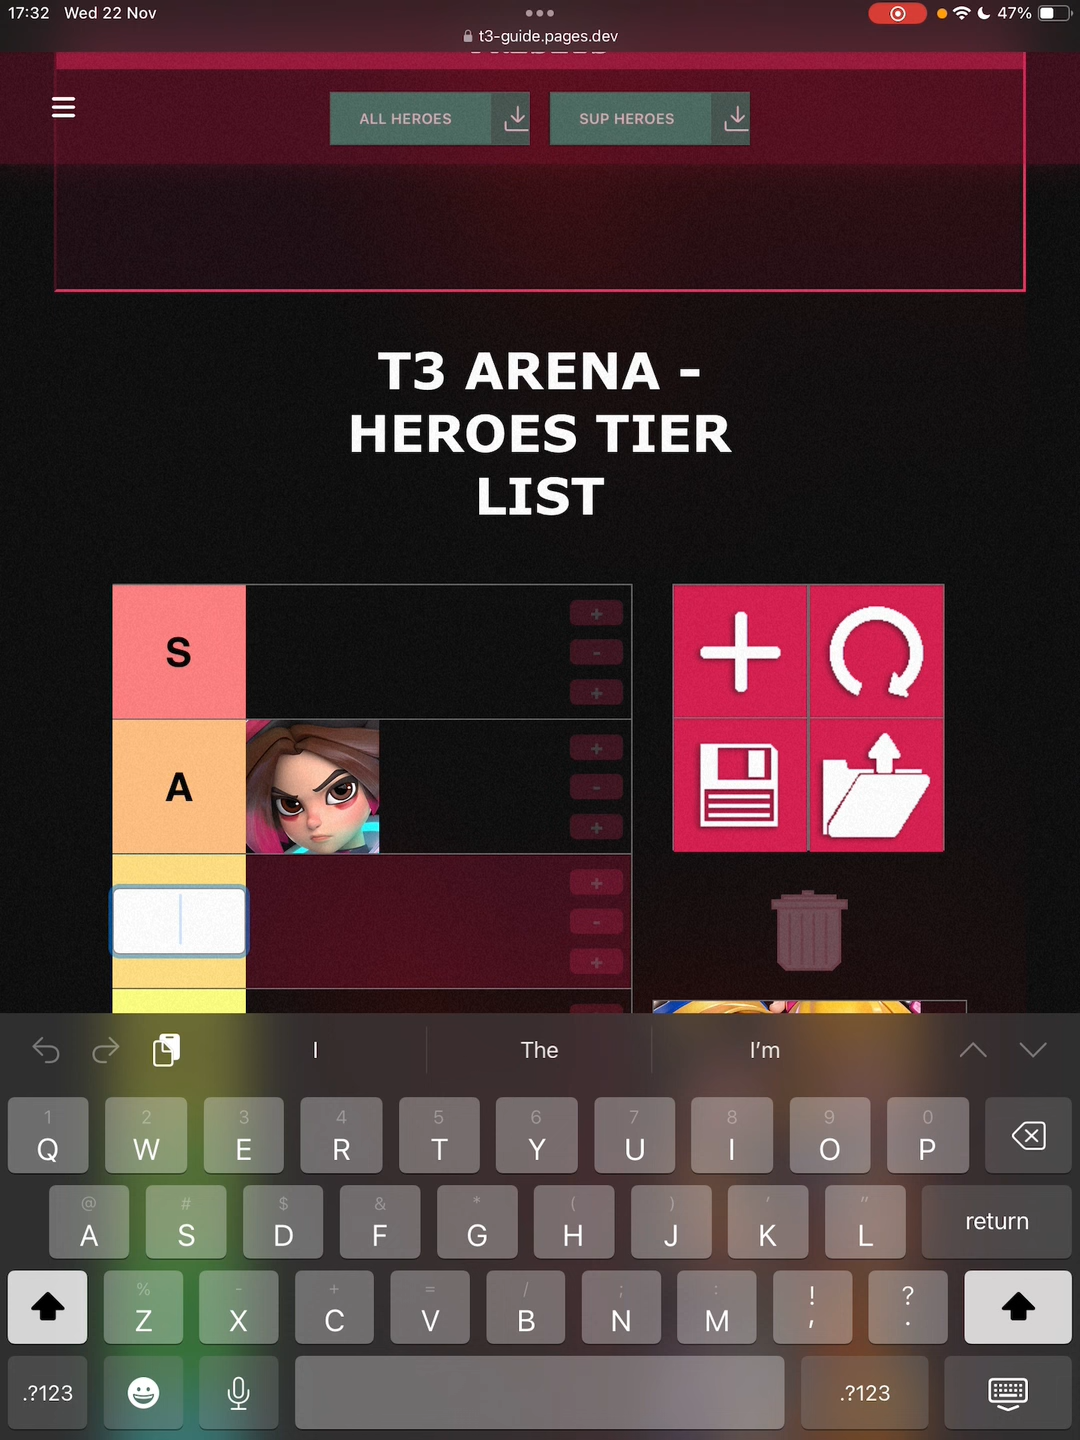 17:32 Wed 22 Nov
47%
t3-guide.pages.dev
ALL HEROES
SUP HEROES
T3 ARENA -
HEROES TIER
LIST
S
+
-
+
A
+
-
+
+
-
+
I The I'm
1 2 3 4 5 6 7 8 9 0
Q W E R T Y U I O P
@ # $ & * ( ) ' "
A S D F G H J K L return
% - + = / ; : ! ?
Z X C V B N M , .
.?123 .?123